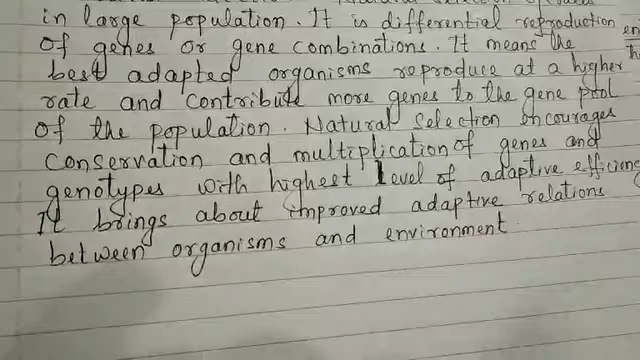 in large population. It is differential reproduction
of genes or gene combinations. It means the
best adapted organisms reproduce at a higher
rate and contribute more genes to the gene pool
of the population. Natural Selection encourages
conservation and multiplication of genes and
genotypes with highest level of adaptive efficiency
It brings about improved adaptive relations
between organisms and environment.